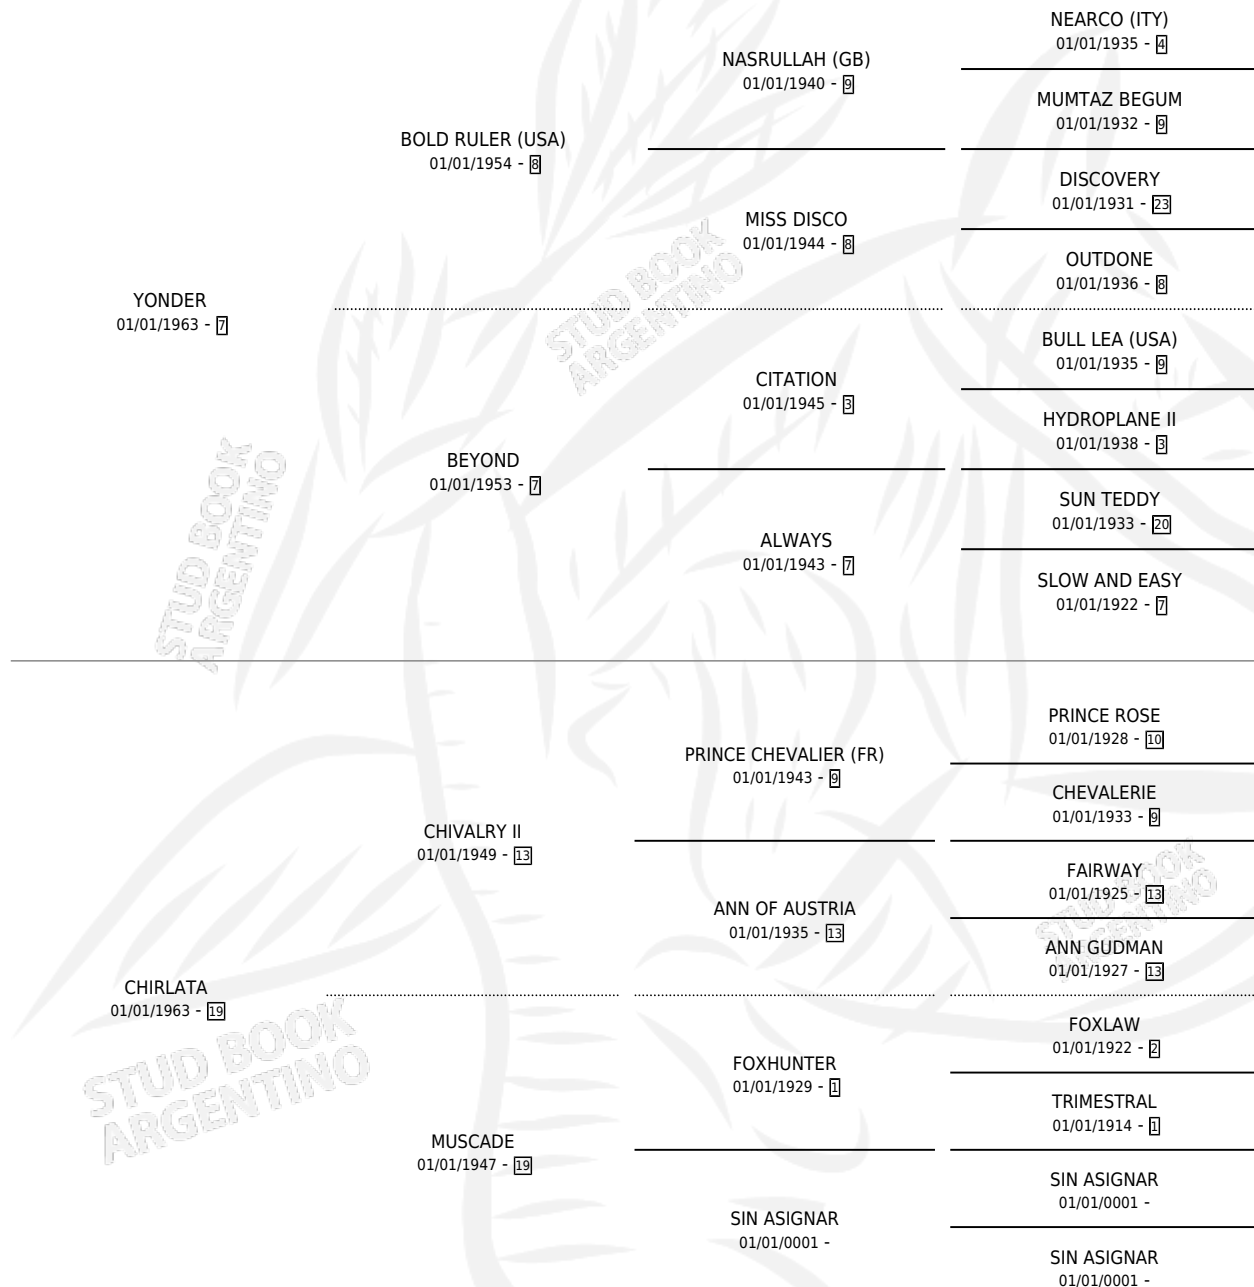 NEARCO (ITY)
01/01/1935 - 4
NASRULLAH (GB)
01/01/1940 - 9
MUMTAZ BEGUM
01/01/1932 - 9
BOLD RULER (USA)
01/01/1954 - 8
DISCOVERY
01/01/1931 - 23
MISS DISCO
01/01/1944 - 8
OUTDONE
01/01/1936 - 8
YONDER
01/01/1963 - 7
BULL LEA (USA)
01/01/1935 - 9
CITATION
01/01/1945 - 3
HYDROPLANE II
01/01/1938 - 3
BEYOND
01/01/1953 - 7
SUN TEDDY
01/01/1933 - 20
ALWAYS
01/01/1943 - 7
SLOW AND EASY
01/01/1922 - 7
PRINCE ROSE
01/01/1928 - 10
PRINCE CHEVALIER (FR)
01/01/1943 - 9
CHEVALERIE
01/01/1933 - 9
CHIVALRY II
01/01/1949 - 13
FAIRWAY
01/01/1925 - 13
ANN OF AUSTRIA
01/01/1935 - 13
ANN GUDMAN
01/01/1927 - 13
CHIRLATA
01/01/1963 - 19
FOXLAW
01/01/1922 - 2
FOXHUNTER
01/01/1929 - 1
TRIMESTRAL
01/01/1914 - 1
MUSCADE
01/01/1947 - 19
SIN ASIGNAR
01/01/0001 -
SIN ASIGNAR
01/01/0001 -
SIN ASIGNAR
01/01/0001 -
STUD BOOK
ARGENTINO
STUD BOOK
ARGENTINO
STUD BOOK
ARGENTINO
STUD BOOK
ARGENTINO